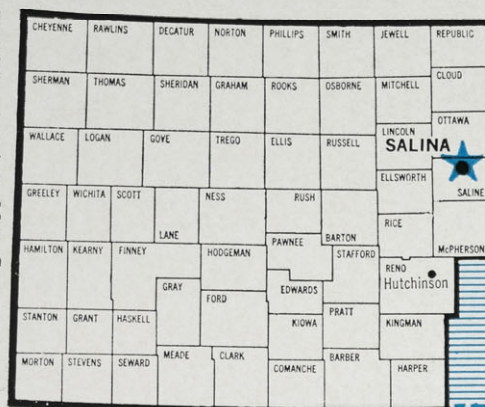 CHEYENNE RAWLINS DECATUR NORTON PHILLIPS SMITH JEWELL REPUBLIC
CLOUD
SHERMAN THOMAS SHERIDAN GRAHAM ROOKS OSBORNE MITCHELL
OTTAWA
LINCOLN
WALLACE LOGAN GOVE TREGO ELLIS RUSSELL SALINA
ELLSWORTH
GREELEY WICHITA SCOTT NESS RUSH SALINE
RICE
LANE PAWNEE BARTON
HAMILTON KEARNY FINNEY HODGEMAN STAFFORD McPHERSON
RENO
GRAY EDWARDS Hutchinson
FORD
STANTON GRANT HASKELL KIOWA PRATT KINGMAN
MORTON STEVENS SEWARD MEADE CLARK BARBER
COMANCHE HARPER